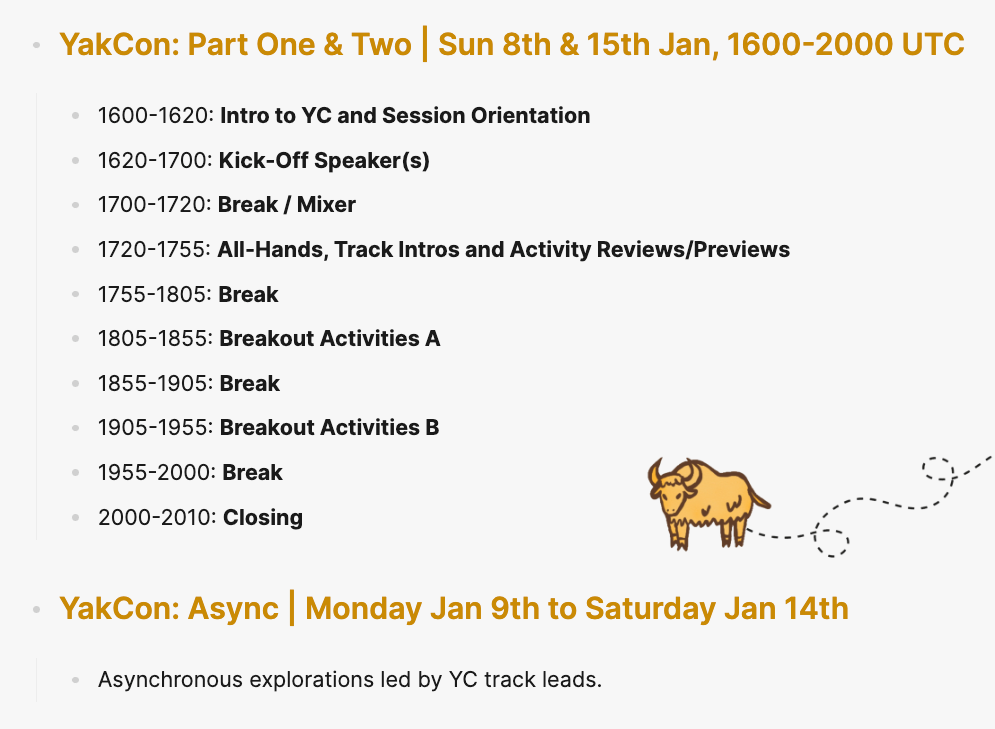 YakCon: Part One & Two | Sun 8th & 15th Jan, 1600-2000 UTC
1600-1620: Intro to YC and Session Orientation
1620-1700: Kick-Off Speaker(s)
1700-1720: Break / Mixer
1720-1755: All-Hands, Track Intros and Activity Reviews/Previews
1755-1805: Break
1805-1855: Breakout Activities A
1855-1905: Break
1905-1955: Breakout Activities B
1955-2000: Break
2000-2010: Closing
YakCon: Async | Monday Jan 9th to Saturday Jan 14th
Asynchronous explorations led by YC track leads.